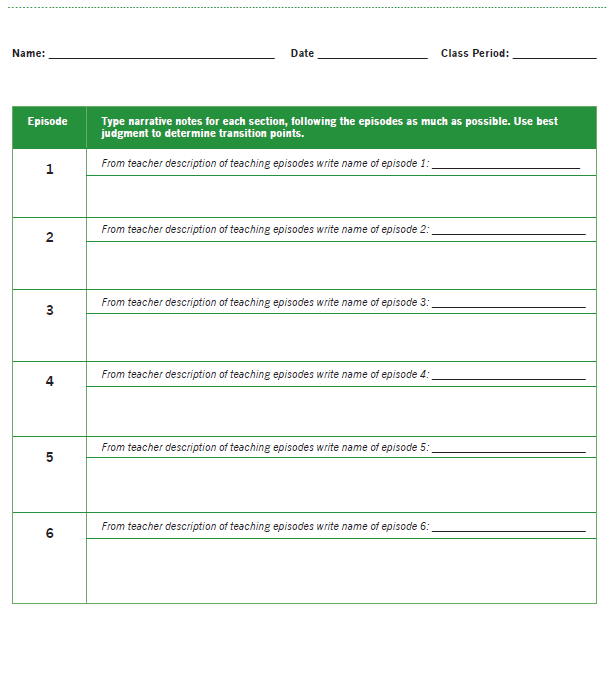 Name: Date Class Period:
Episode Type narrative notes for each section, following the episodes as much as possible. Use best
judgment to determine transition points.
1 From teacher description of teaching episodes write name of episode 1:
2 From teacher description of teaching episodes write name of episode 2:
3 From teacher description of teaching episodes write name of episode 3:
4 From teacher description of teaching episodes write name of episode 4:
5 From teacher description of teaching episodes write name of episode 5:
6 From teacher description of teaching episodes write name of episode 6: